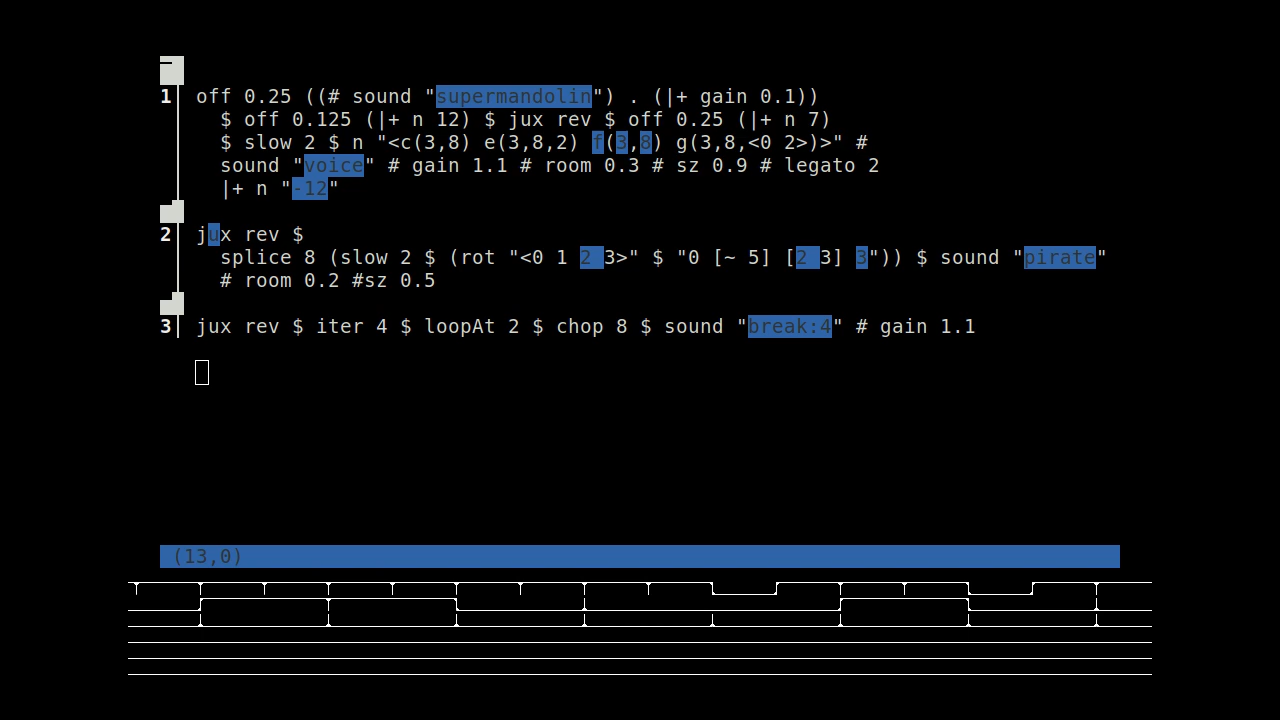 1 off 0.25 ((# sound "supermandolin") . (|+ gain 0.1))
$ off 0.125 (|+ n 12) $ jux rev $ off 0.25 (|+ n 7)
$ slow 2 $ n "<c(3,8) e(3,8,2) f(3,8) g(3,8,<0 2>)>" #
sound "voice" # gain 1.1 # room 0.3 # sz 0.9 # legato 2
|+ n "-12"
2 jux rev $
splice 8 (slow 2 $ (rot "<0 1 2 3>" $ "0 [~ 5] [2 3] 3")) $ sound "pirate"
# room 0.2 #sz 0.5
3 jux rev $ iter 4 $ loopAt 2 $ chop 8 $ sound "break:4" # gain 1.1
(13,0)